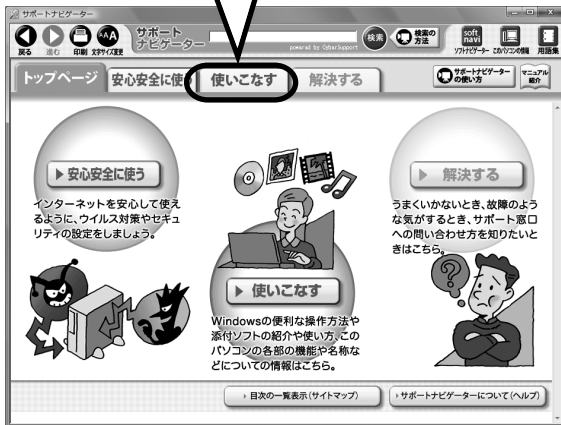 サポートナビゲーター
戻る 進む 印刷 文字サイズ変更
サポート
ナビゲーター
powered by CyberSupport
検索
検索の
方法
soft
navi
ソフトナビゲーター このパソコンの情報 用語集
トップページ 安心安全に使う 使いこなす 解決する
サポートナビゲーター
の使い方
マニュアル
紹介
安心安全に使う
インターネットを安心して使え
るように、ウイルス対策やセキュ
リティの設定をしましょう。
使いこなす
Windowsの便利な操作方法や
添付ソフトの紹介や使い方、この
パソコンの各部の機能や名称な
どについての情報はこちら。
解決する
うまくいかないとき、故障のよう
な気がするとき、サポート窓口
への問い合わせ方を知りたいと
きはこちら。
目次の一覧表示(サイトマップ)
サポートナビゲーターについて(ヘルプ)